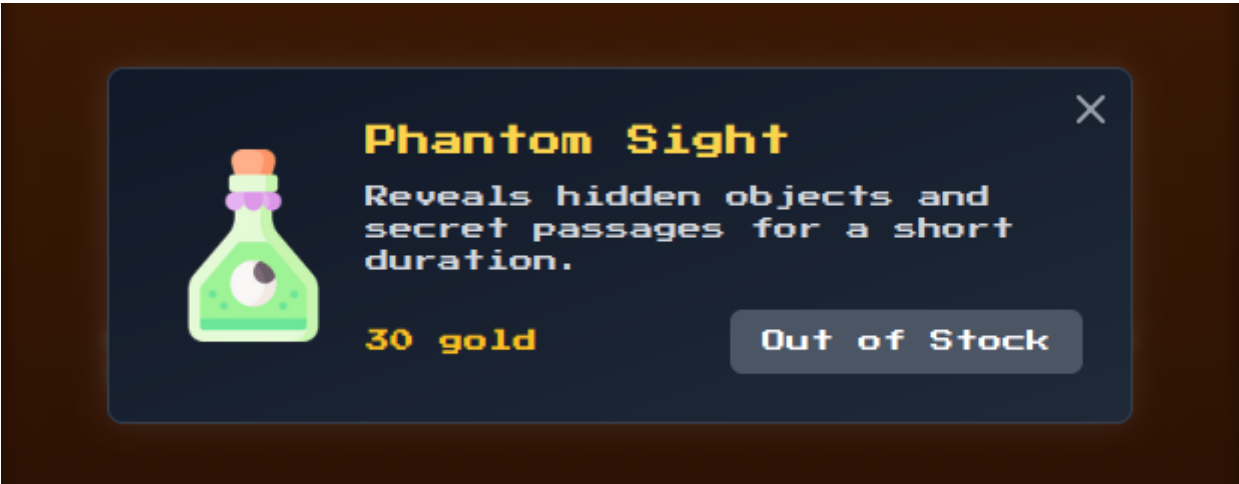 Phantom Sight
Reveals hidden objects and
secret passages for a short
duration.
30 gold
Out of Stock